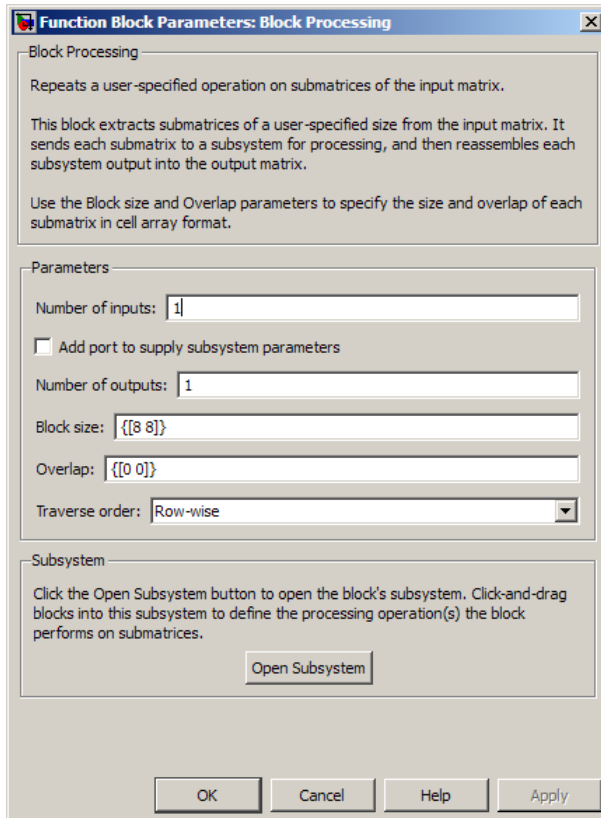 Function Block Parameters: Block Processing
Block Processing
Repeats a user-specified operation on submatrices of the input matrix.
This block extracts submatrices of a user-specified size from the input matrix. It
sends each submatrix to a subsystem for processing, and then reassembles each
subsystem output into the output matrix.
Use the Block size and Overlap parameters to specify the size and overlap of each
submatrix in cell array format.
Parameters
Number of inputs: 1
Add port to supply subsystem parameters
Number of outputs: 1
Block size: {[8 8]}
Overlap: {[0 0]}
Traverse order: Row-wise
Subsystem
Click the Open Subsystem button to open the block's subsystem. Click-and-drag
blocks into this subsystem to define the processing operation(s) the block
performs on submatrices.
Open Subsystem
OK Cancel Help Apply